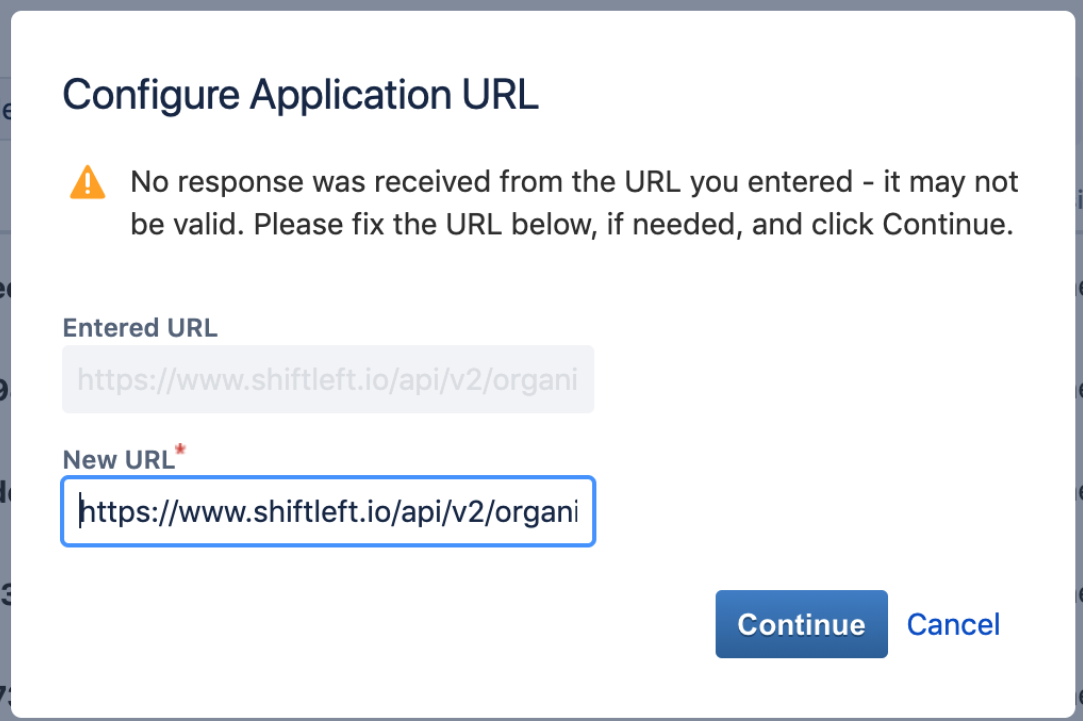 Configure Application URL
No response was received from the URL you entered - it may not
be valid. Please fix the URL below, if needed, and click Continue.
Entered URL
https://www.shiftleft.io/api/v2/organi
New URL*
https://www.shiftleft.io/api/v2/organi
Continue Cancel